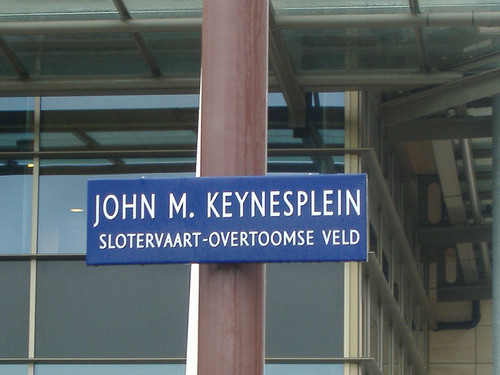 JOHN M. KEYNESPLEIN
SLOTERVAART-OVERTOOMSE VELD